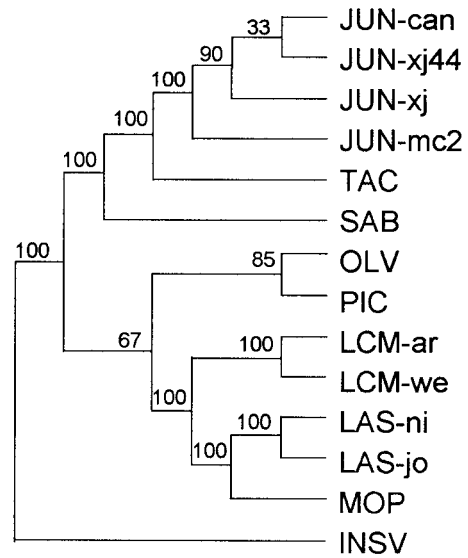 33 JUN-can
90 JUN-xj44
100 JUN-xj
100 JUN-mc2
100 TAC
SAB
100 85 OLV
PIC
67 100 LCM-ar
LCM-we
100 100 LAS-ni
100 LAS-jo
MOP
INSV